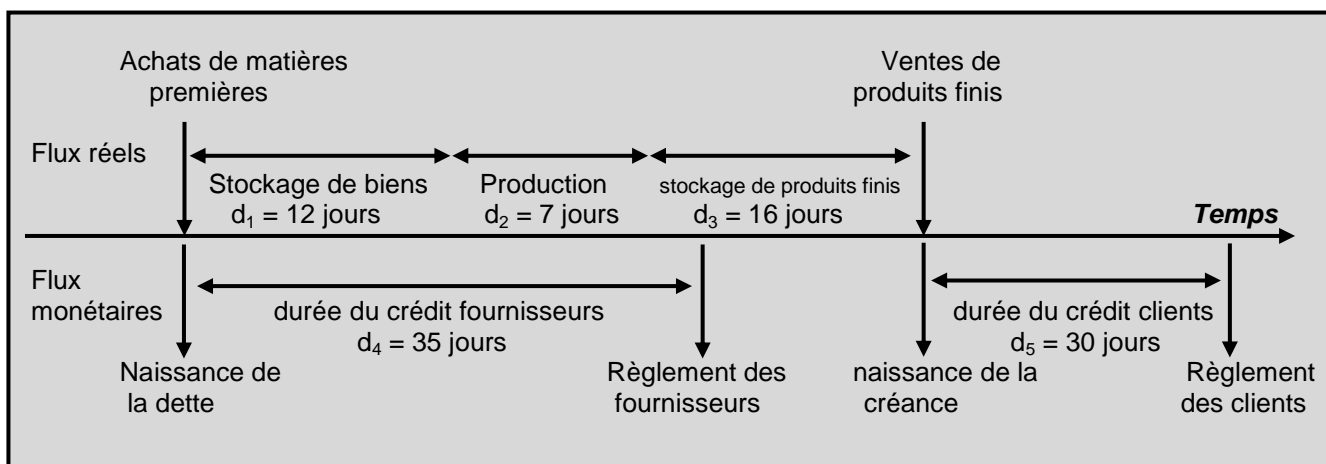 Achats de matières
premières
Ventes de
produits finis
Flux réels
Stockage de biens
d₁ = 12 jours
Production
d₂ = 7 jours
stockage de produits finis
d₃ = 16 jours
Temps
Flux
monétaires
durée du crédit fournisseurs
d₄ = 35 jours
durée du crédit clients
d₅ = 30 jours
Naissance de
la dette
Règlement des
fournisseurs
naissance de la
créance
Règlement
des clients